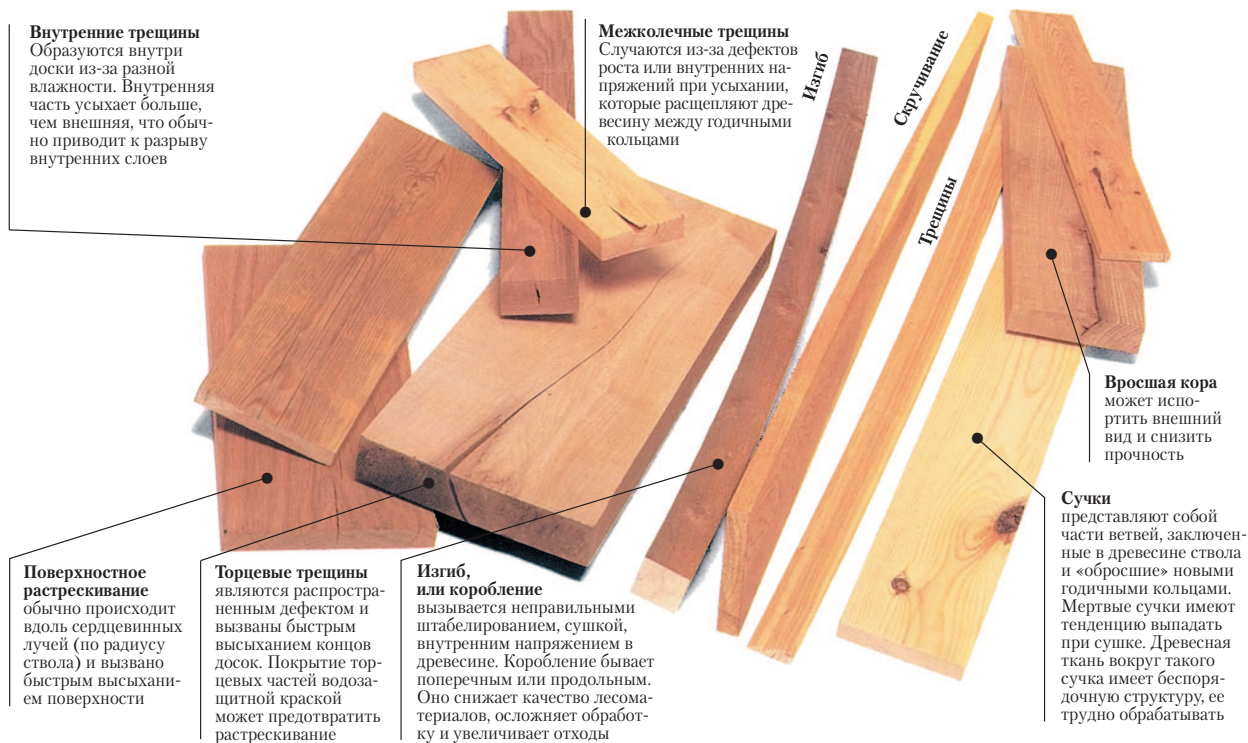 Внутренние трещины
Образуются внутри
доски из-за разной
влажности. Внутренняя
часть усыхает больше,
чем внешняя, что обыч-
но приводит к разрыву
внутренних слоев
Межколечные трещины
Случаются из-за дефектов
роста или внутренних на-
пряжений при усыхании,
которые расщепляют дре-
весину между годичными
кольцами
Изгиб
Скручивание
Трещины
Вросшая кора
может испо-
ртить внешний
вид и снизить
прочность
Поверхностное
растрескивание
обычно происходит
вдоль сердцевинных
лучей (по радиусу
ствола) и вызвано
быстрым высыхани-
ем поверхности
Торцевые трещины
являются распростра-
ненным дефектом и
вызваны быстрым
высыханием концов
досок. Покрытие тор-
цевых частей водоза-
щитной краской
может предотвратить
растрескивание
Изгиб,
или коробление
вызывается неправильными
штабелированием, сушкой,
внутренним напряжением в
древесине. Коробление бывает
поперечным или продольным.
Оно снижает качество лесома-
териалов, осложняет обработ-
ку и увеличивает отходы
Сучки
представляют собой
части ветвей, заключен-
ные в древесине ствола
и «обросшие» новыми
годичными кольцами.
Мертвые сучки имеют
тенденцию выпадать
при сушке. Древесная
ткань вокруг такого
сучка имеет беспоря-
дочную структуру, ее
трудно обрабатывать